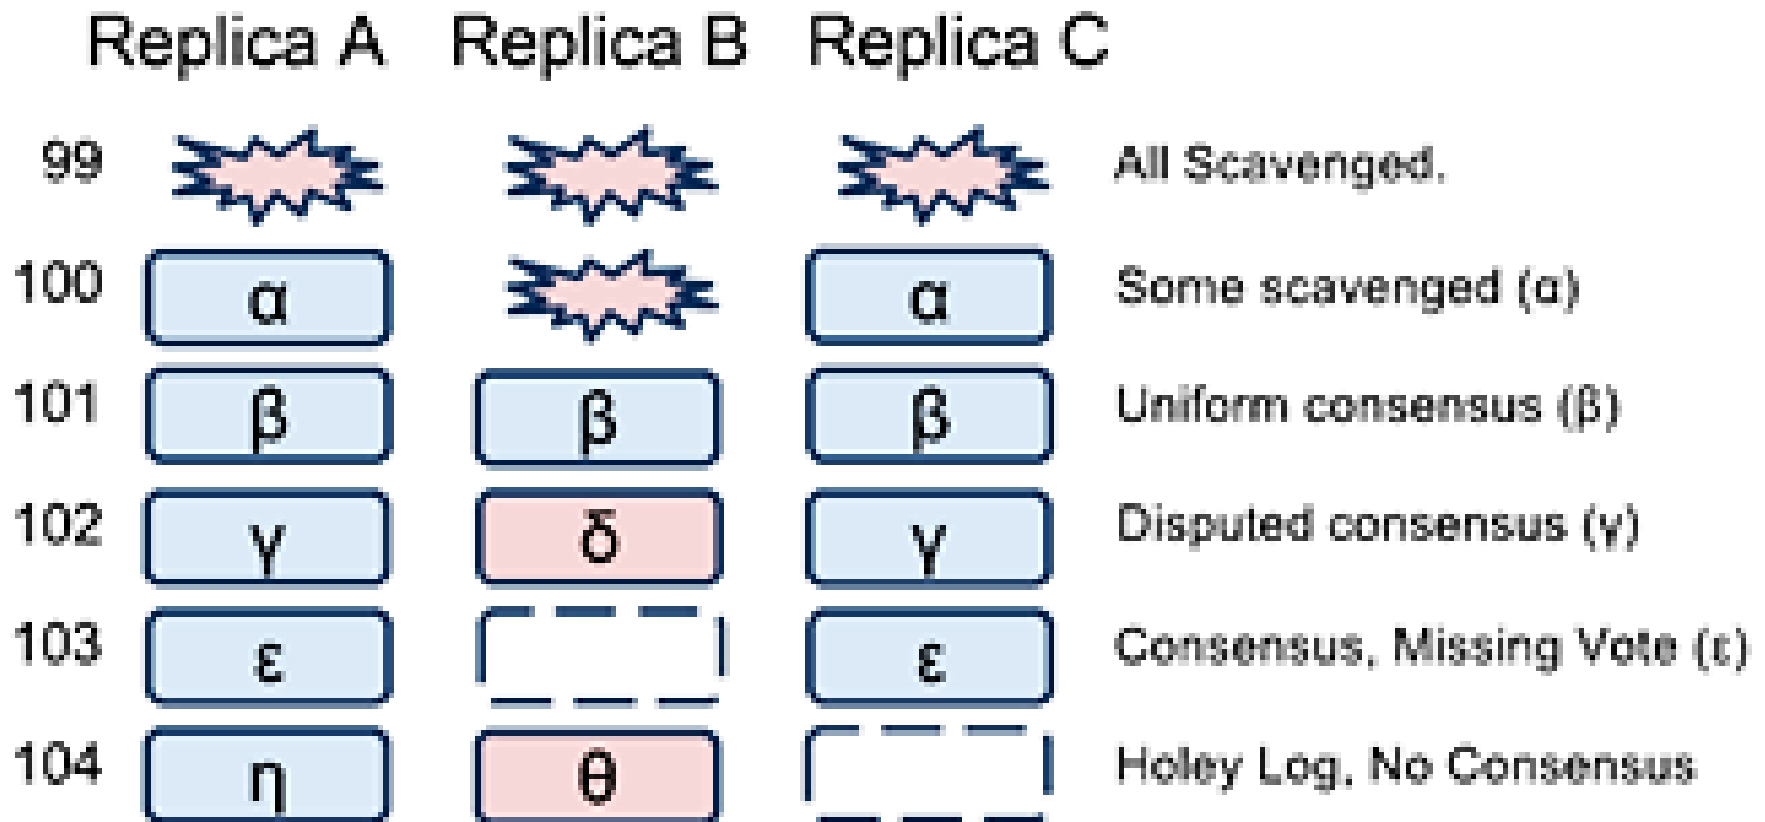 Replica A Replica B Replica C
99 All Scavenged.
100 α α Some scavenged (α)
101 β β β Uniform consensus (β)
102 γ δ γ Disputed consensus (γ)
103 ε ε Consensus, Missing Vote (ε)
104 η θ Holey Log, No Consensus